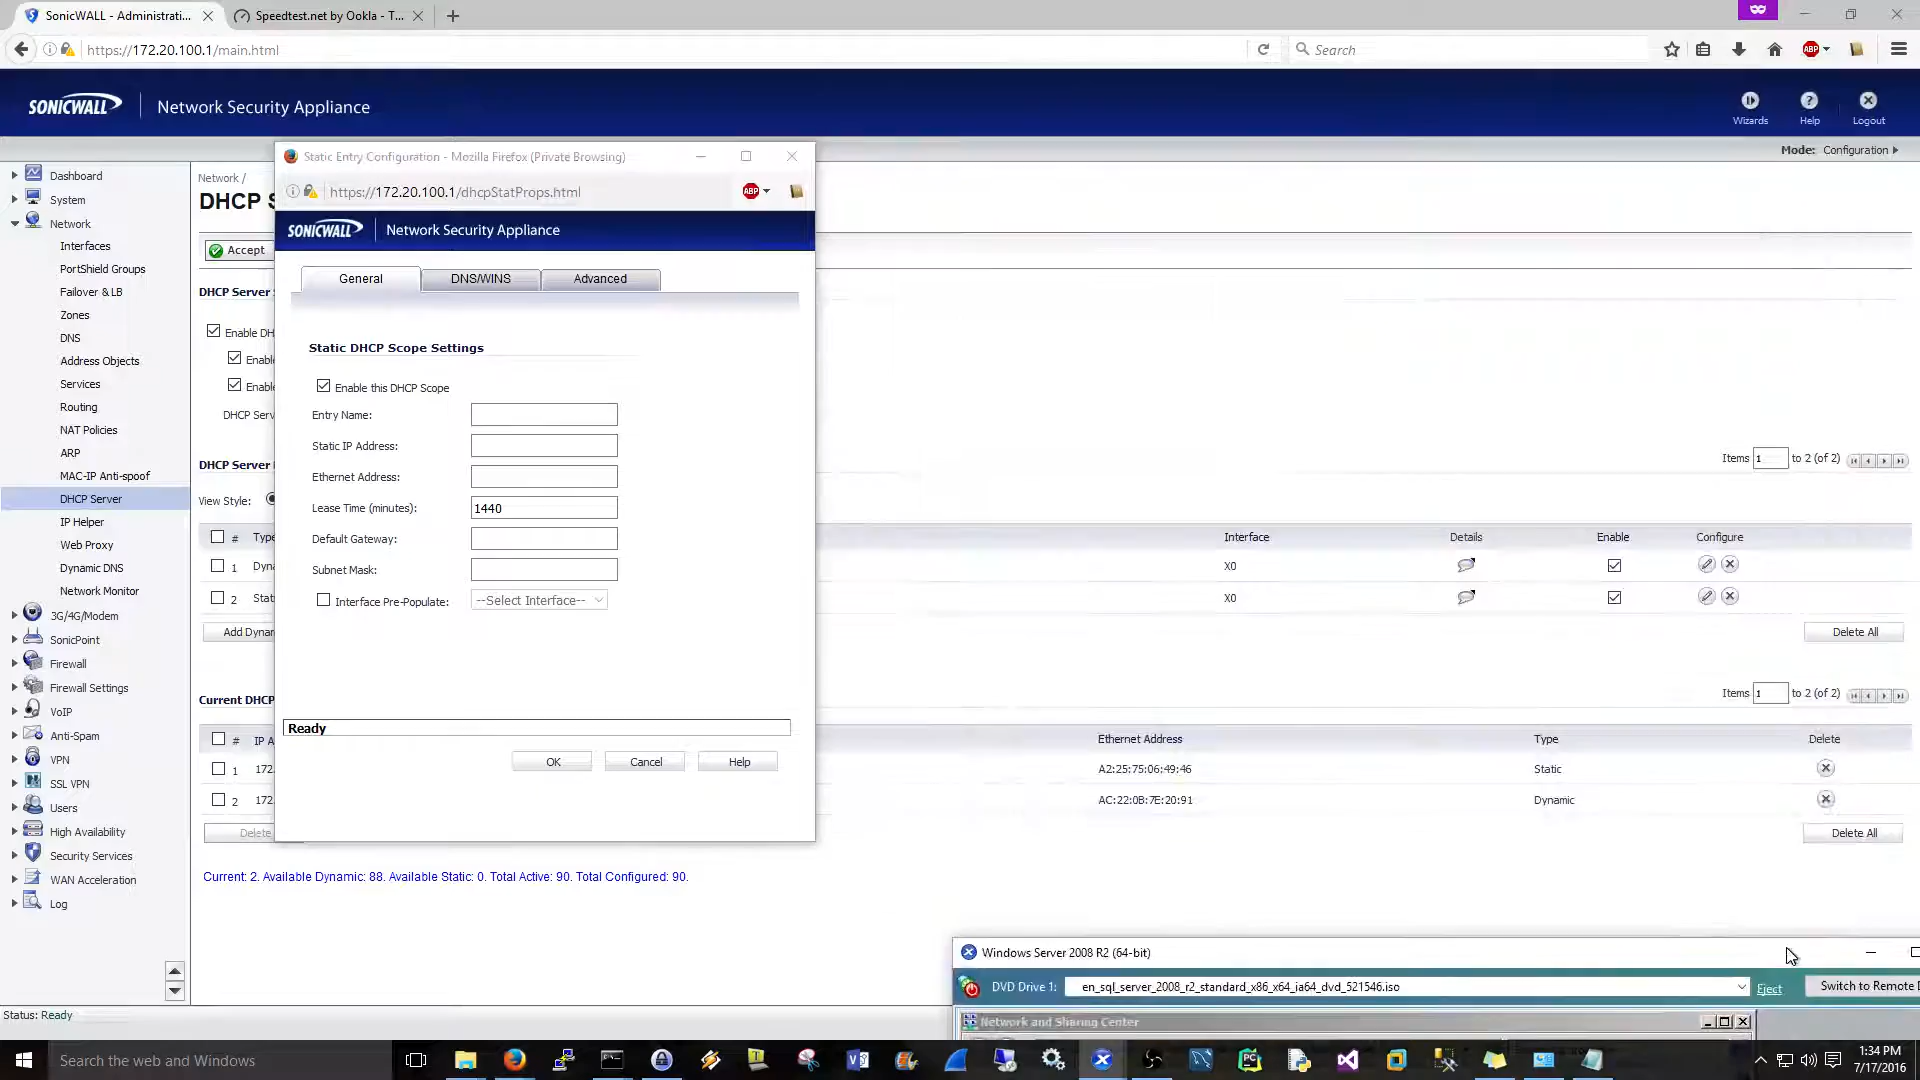 SonicWALL - Administrati...
Speedtest.net by Ookla - T...
https://172.20.100.1/main.html
Search
ABP
SONICWALL
Network Security Appliance
Wizards
Help
Logout
Mode: Configuration
Dashboard
System
Network
Interfaces
PortShield Groups
Failover & LB
Zones
DNS
Address Objects
Services
Routing
NAT Policies
ARP
MAC-IP Anti-spoof
DHCP Server
IP Helper
Web Proxy
Dynamic DNS
Network Monitor
3G/4G/Modem
SonicPoint
Firewall
Firewall Settings
VoIP
Anti-Spam
VPN
SSL VPN
Users
High Availability
Security Services
WAN Acceleration
Log
Status: Ready
Network /
DHCP S
Accept
DHCP Server
Enable DH
Enabl
Enabl
DHCP Serv
DHCP Server
View Style:
Items 1 to 2 (of 2)
# Type
Interface
Details
Enable
Configure
1 Dyna
X0
2 Stat
X0
Add Dynam
Delete All
Current DHCP
Items 1 to 2 (of 2)
# IP A
Ethernet Address
Type
Delete
1 172.
A2:25:75:06:49:46
Static
2 172.
AC:22:0B:7E:20:91
Dynamic
Delete
Delete All
Current: 2. Available Dynamic: 88. Available Static: 0. Total Active: 90. Total Configured: 90.
Static Entry Configuration - Mozilla Firefox (Private Browsing)
https://172.20.100.1/dhcpStatProps.html
ABP
SONICWALL
Network Security Appliance
General
DNS/WINS
Advanced
Static DHCP Scope Settings
Enable this DHCP Scope
Entry Name:
Static IP Address:
Ethernet Address:
Lease Time (minutes): 1440
Default Gateway:
Subnet Mask:
Interface Pre-Populate: --Select Interface--
Ready
OK
Cancel
Help
Windows Server 2008 R2 (64-bit)
DVD Drive 1: en_sql_server_2008_r2_standard_x86_x64_ia64_dvd_521546.iso
Eject
Switch to Remote D
Network and Sharing Center
Search the web and Windows
1:34 PM
7/17/2016